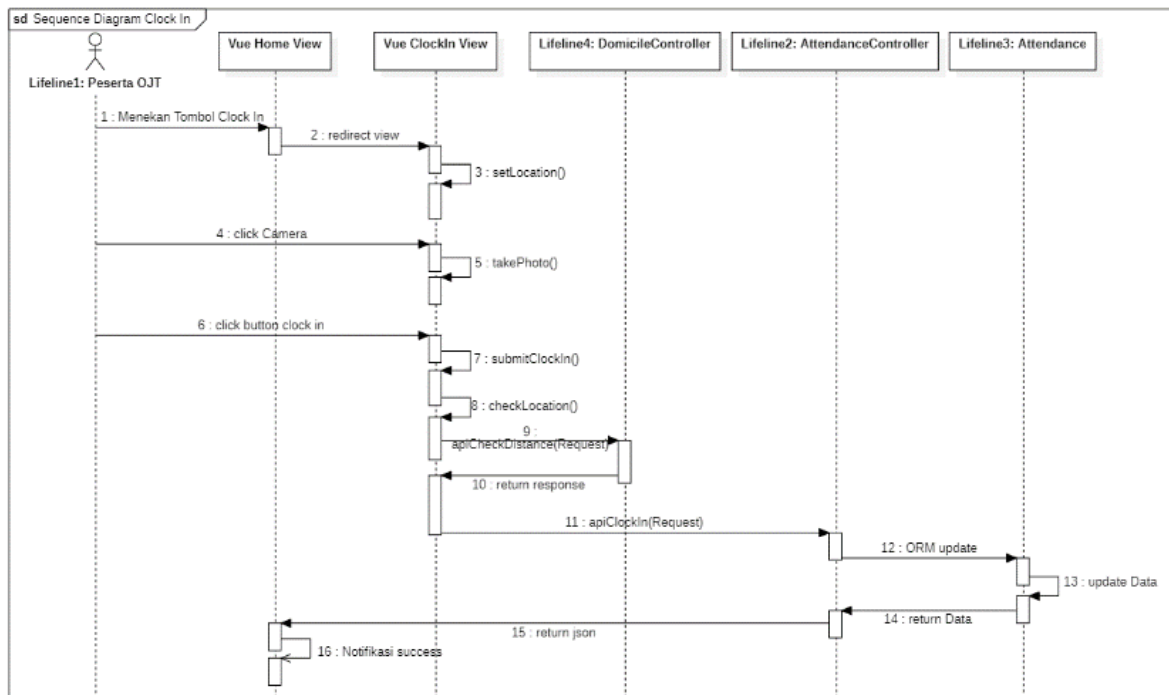 sd Sequence Diagram Clock In
Lifeline1: Peserta OJT
Vue Home View
Vue ClockIn View
Lifeline4: DomicileController
Lifeline2: AttendanceController
Lifeline3: Attendance
1 : Menekan Tombol Clock In
2 : redirect view
3 : setLocation()
4 : click Camera
5 : takePhoto()
6 : click button clock in
7 : submitClockIn()
8 : checkLocation()
9 :
apiCheckDistance(Request)
10 : return response
11 : apiClockIn(Request)
12 : ORM update
13 : update Data
14 : return Data
15 : return json
16 : Notifikasi success